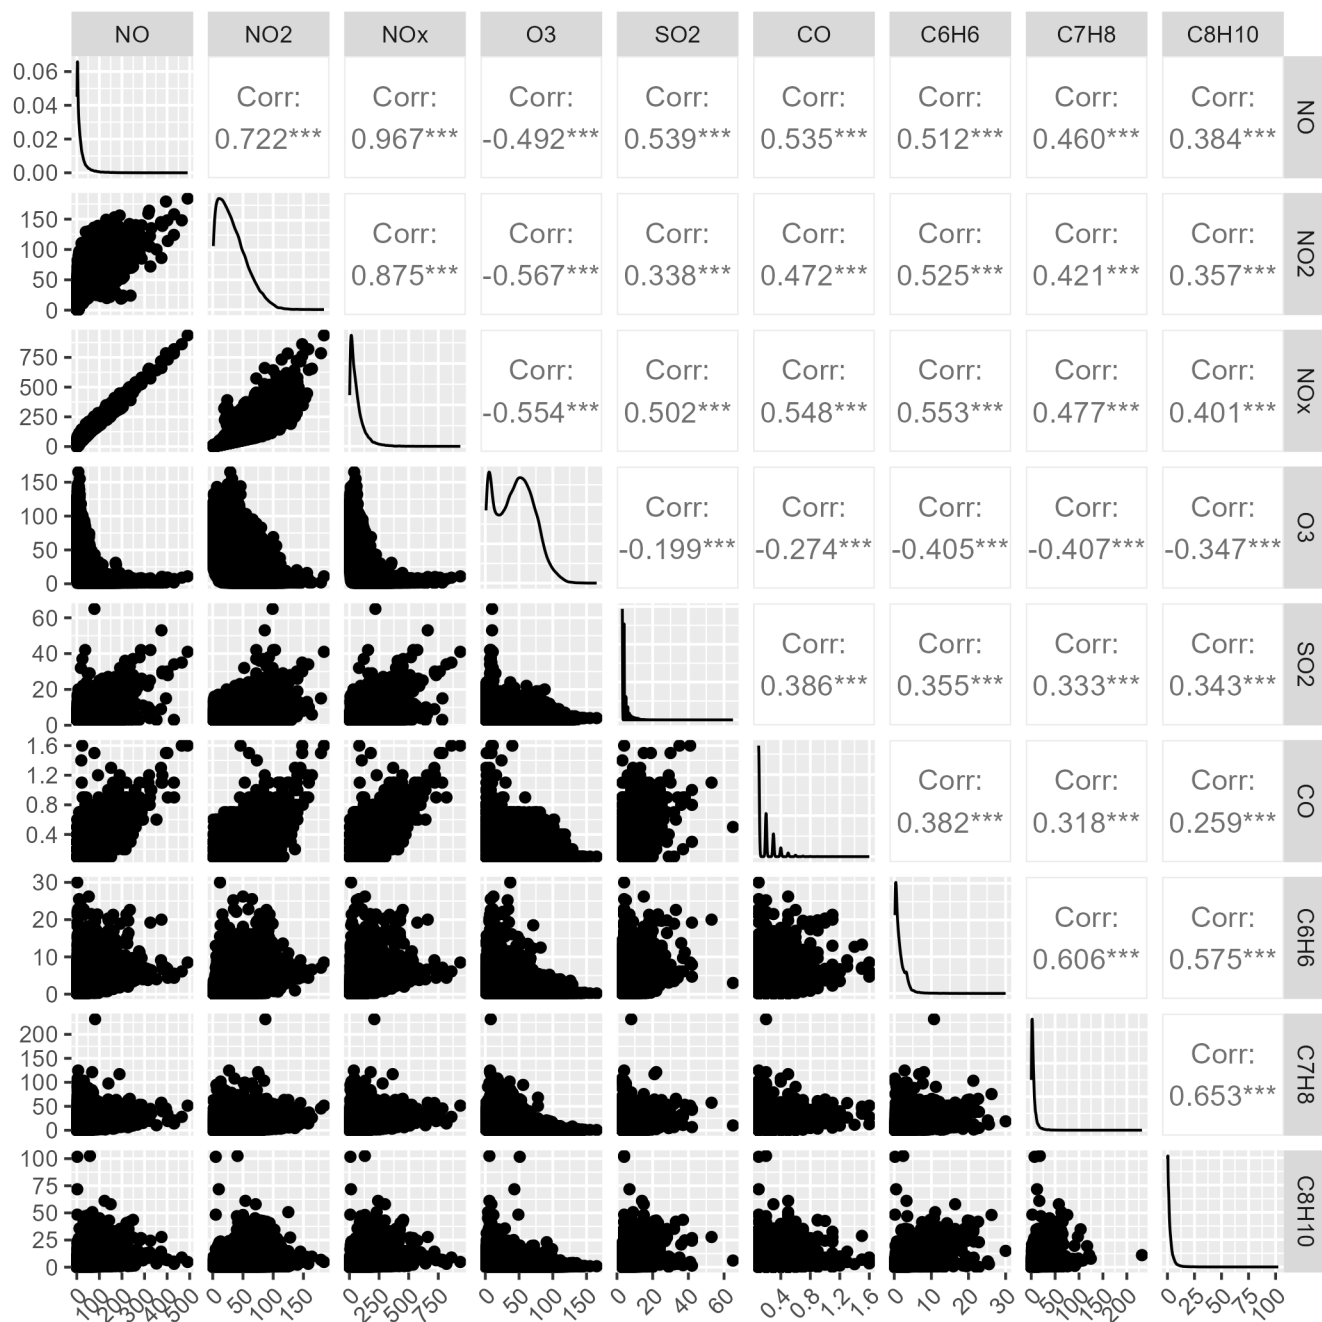 NO NO2 NOx O3 SO2 CO C6H6 C7H8 C8H10
0.06
0.04
0.02
0.00
Corr:
0.722***
Corr:
0.967***
Corr:
-0.492***
Corr:
0.539***
Corr:
0.535***
Corr:
0.512***
Corr:
0.460***
Corr:
0.384***
NO
150
100
50
0
Corr:
0.875***
Corr:
-0.567***
Corr:
0.338***
Corr:
0.472***
Corr:
0.525***
Corr:
0.421***
Corr:
0.357***
NO2
750
500
250
0
Corr:
-0.554***
Corr:
0.502***
Corr:
0.548***
Corr:
0.553***
Corr:
0.477***
Corr:
0.401***
NOx
150
100
50
0
Corr:
-0.199***
Corr:
-0.274***
Corr:
-0.405***
Corr:
-0.407***
Corr:
-0.347***
O3
60
40
20
0
Corr:
0.386***
Corr:
0.355***
Corr:
0.333***
Corr:
0.343***
SO2
1.6
1.2
0.8
0.4
Corr:
0.382***
Corr:
0.318***
Corr:
0.259***
CO
30
20
10
0
Corr:
0.606***
Corr:
0.575***
C6H6
200
150
100
50
0
Corr:
0.653***
C7H8
100
75
50
25
0
C8H10
0 100 200 300 400 500
0 50 100 150
0 250 500 750
0 50 100 150
0 20 40 60
0.4 0.8 1.2 1.6
0 10 20 30
0 50 100 150 200
0 25 50 75 100